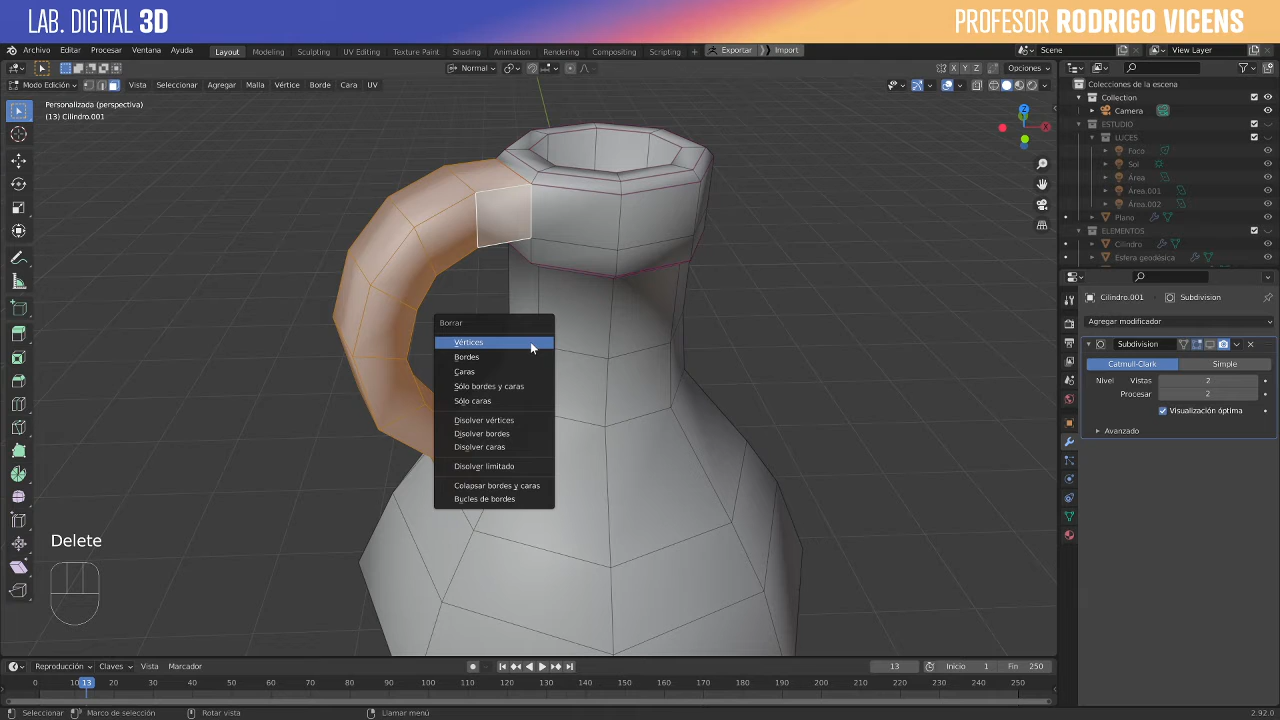 LAB. DIGITAL 3D
PROFESOR RODRIGO VICENS
Archivo Editar Procesar Ventana Ayuda Layout Modeling Sculpting UV Editing Texture Paint Shading Animation Rendering Compositing Scripting + Exportar Import Scene View Layer
Normal Opciones
Modo Edición Vista Seleccionar Agregar Malla Vértice Borde Cara UV
Personalizada (perspectiva)
(13) Cilindro.001
Colecciones de la escena
Collection
Camera
ESTUDIO
LUCES
Foco
Sol
Área
Área.001
Área.002
Plano
ELEMENTOS
Cilindro
Esfera geodésica
Cilindro.001 Subdivision
Agregar modificador
Subdivision
Catmull-Clark Simple
Nivel Vistas 2
Procesar 2
Visualización óptima
Avanzado
X Y Z
Z
X
Borrar
Vértices
Bordes
Caras
Sólo bordes y caras
Sólo caras
Disolver vértices
Disolver bordes
Disolver caras
Disolver limitado
Colapsar bordes y caras
Bucles de bordes
Delete
Reproducción Claves Vista Marcador 13 Inicio 1 Fin 250
0 10 13 20 30 40 50 60 70 80 90 100 110 120 130 140 150 160 170 180 190 200 210 220 230 240 250
Seleccionar Marco de selección Rotar vista Llamar menú 2.92.0